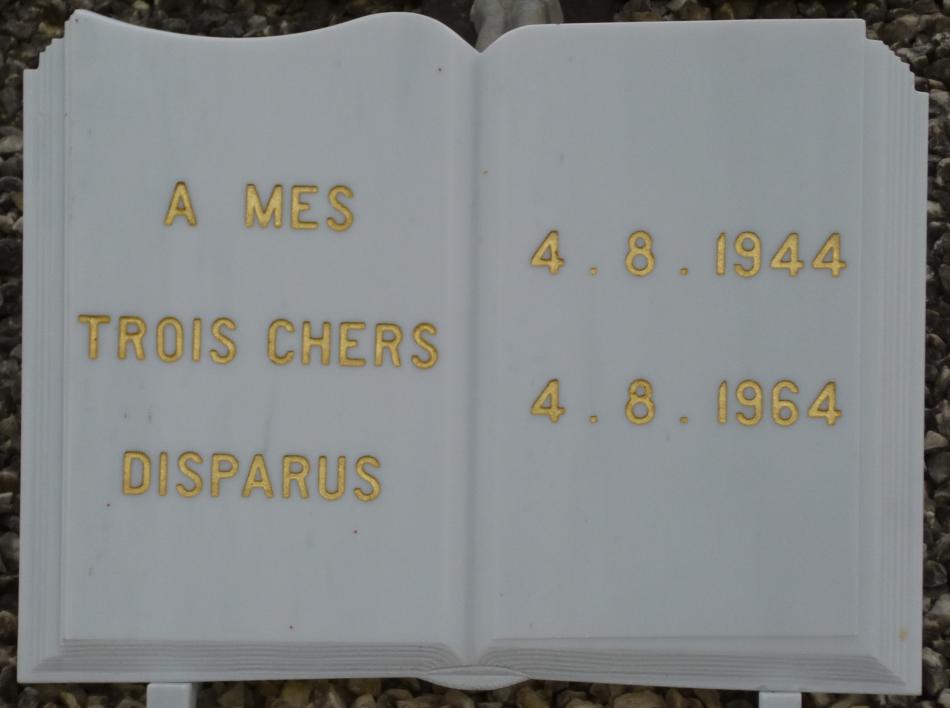 A MES
TROIS CHERS
DISPARUS
4 . 8 . 1944
4 . 8 . 1964